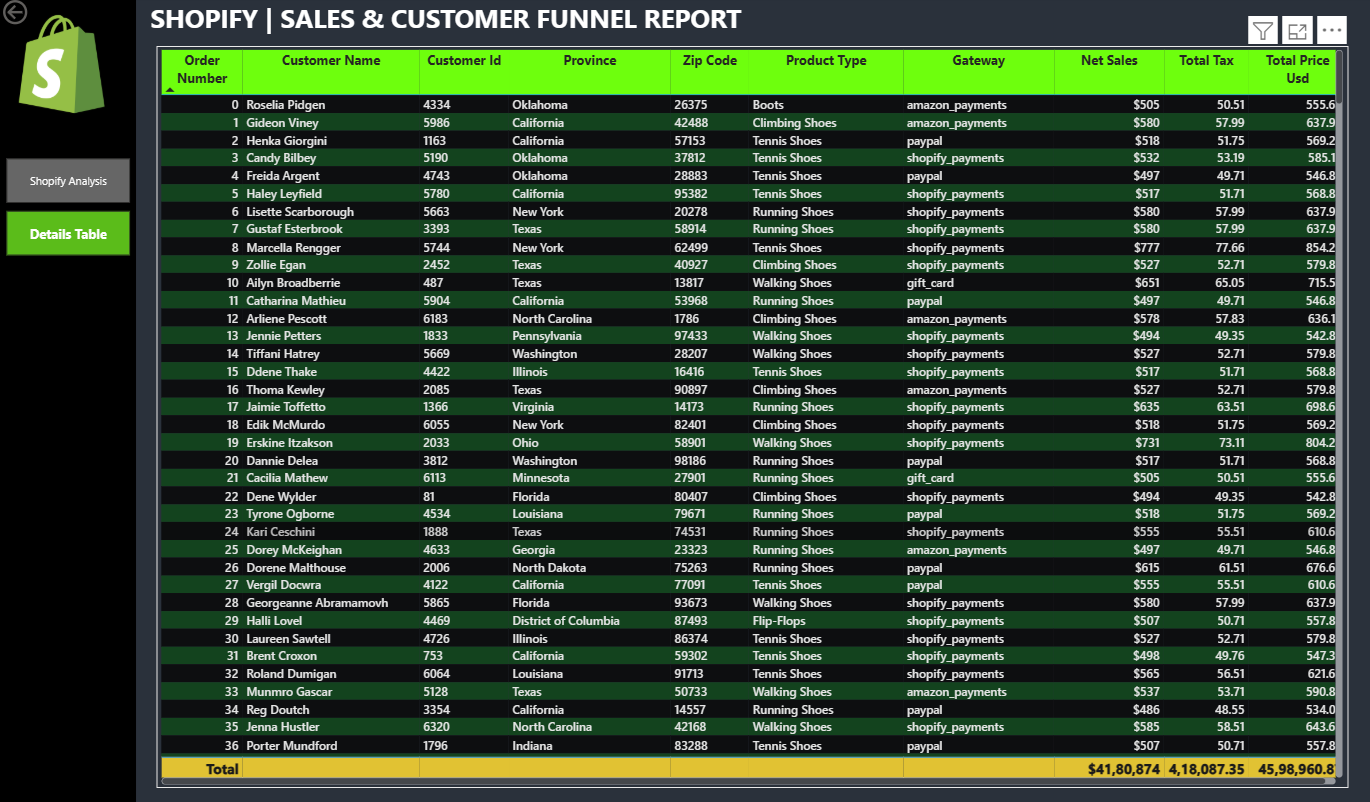 SHOPIFY | SALES & CUSTOMER FUNNEL REPORT
Shopify Analysis
Details Table
Order Number Customer Name Customer Id Province Zip Code Product Type Gateway Net Sales Total Tax Total Price Usd
0 Roselia Pidgen 4334 Oklahoma 26375 Boots amazon_payments $505 50.51 555.6
1 Gideon Viney 5986 California 42488 Climbing Shoes amazon_payments $580 57.99 637.9
2 Henka Giorgini 1163 California 57153 Tennis Shoes paypal $518 51.75 569.2
3 Candy Bilbey 5190 Oklahoma 37812 Tennis Shoes shopify_payments $532 53.19 585.1
4 Freida Argent 4743 Oklahoma 28883 Tennis Shoes paypal $497 49.71 546.8
5 Haley Leyfield 5780 California 95382 Tennis Shoes shopify_payments $517 51.71 568.8
6 Lisette Scarborough 5663 New York 20278 Running Shoes shopify_payments $580 57.99 637.9
7 Gustaf Esterbrook 3393 Texas 58914 Running Shoes shopify_payments $580 57.99 637.9
8 Marcella Rengger 5744 New York 62499 Tennis Shoes shopify_payments $777 77.66 854.2
9 Zollie Egan 2452 Texas 40927 Climbing Shoes shopify_payments $527 52.71 579.8
10 Ailyn Broadberrie 487 Texas 13817 Walking Shoes gift_card $651 65.05 715.5
11 Catharina Mathieu 5904 California 53968 Running Shoes paypal $497 49.71 546.8
12 Arliene Pescott 6183 North Carolina 1786 Climbing Shoes amazon_payments $578 57.83 636.1
13 Jennie Petters 1833 Pennsylvania 97433 Walking Shoes shopify_payments $494 49.35 542.8
14 Tiffani Hatrey 5669 Washington 28207 Walking Shoes shopify_payments $527 52.71 579.8
15 Ddene Thake 4422 Illinois 16416 Tennis Shoes shopify_payments $517 51.71 568.8
16 Thoma Kewley 2085 Texas 90897 Climbing Shoes amazon_payments $527 52.71 579.8
17 Jaimie Toffetto 1366 Virginia 14173 Running Shoes shopify_payments $635 63.51 698.6
18 Edik McMurdo 6055 New York 82401 Climbing Shoes shopify_payments $518 51.75 569.2
19 Erskine Itzakson 2033 Ohio 58901 Walking Shoes shopify_payments $731 73.11 804.2
20 Dannie Delea 3812 Washington 98186 Running Shoes paypal $517 51.71 568.8
21 Cacilia Mathew 6113 Minnesota 27901 Running Shoes gift_card $505 50.51 555.6
22 Dene Wylder 81 Florida 80407 Climbing Shoes shopify_payments $494 49.35 542.8
23 Tyrone Ogborne 4534 Louisiana 79671 Running Shoes paypal $518 51.75 569.2
24 Kari Ceschini 1888 Texas 74531 Running Shoes shopify_payments $555 55.51 610.6
25 Dorey McKeighan 4633 Georgia 23323 Running Shoes amazon_payments $497 49.71 546.8
26 Dorene Malthouse 2006 North Dakota 75263 Running Shoes paypal $615 61.51 676.6
27 Vergil Docwra 4122 California 77091 Tennis Shoes paypal $555 55.51 610.6
28 Georgeanne Abramamovh 5865 Florida 93673 Walking Shoes shopify_payments $580 57.99 637.9
29 Halli Lovel 4469 District of Columbia 87493 Flip-Flops shopify_payments $507 50.71 557.8
30 Laureen Sawtell 4726 Illinois 86374 Tennis Shoes shopify_payments $527 52.71 579.8
31 Brent Croxon 753 California 59302 Tennis Shoes shopify_payments $498 49.76 547.3
32 Roland Dumigan 6064 Louisiana 91713 Tennis Shoes shopify_payments $565 56.51 621.6
33 Munmro Gascar 5128 Texas 50733 Walking Shoes amazon_payments $537 53.71 590.8
34 Reg Doutch 3354 California 14557 Running Shoes paypal $486 48.55 534.0
35 Jenna Hustler 6320 North Carolina 42168 Walking Shoes shopify_payments $585 58.51 643.6
36 Porter Mundford 1796 Indiana 83288 Tennis Shoes paypal $507 50.71 557.8
Total $41,80,874 4,18,087.35 45,98,960.8